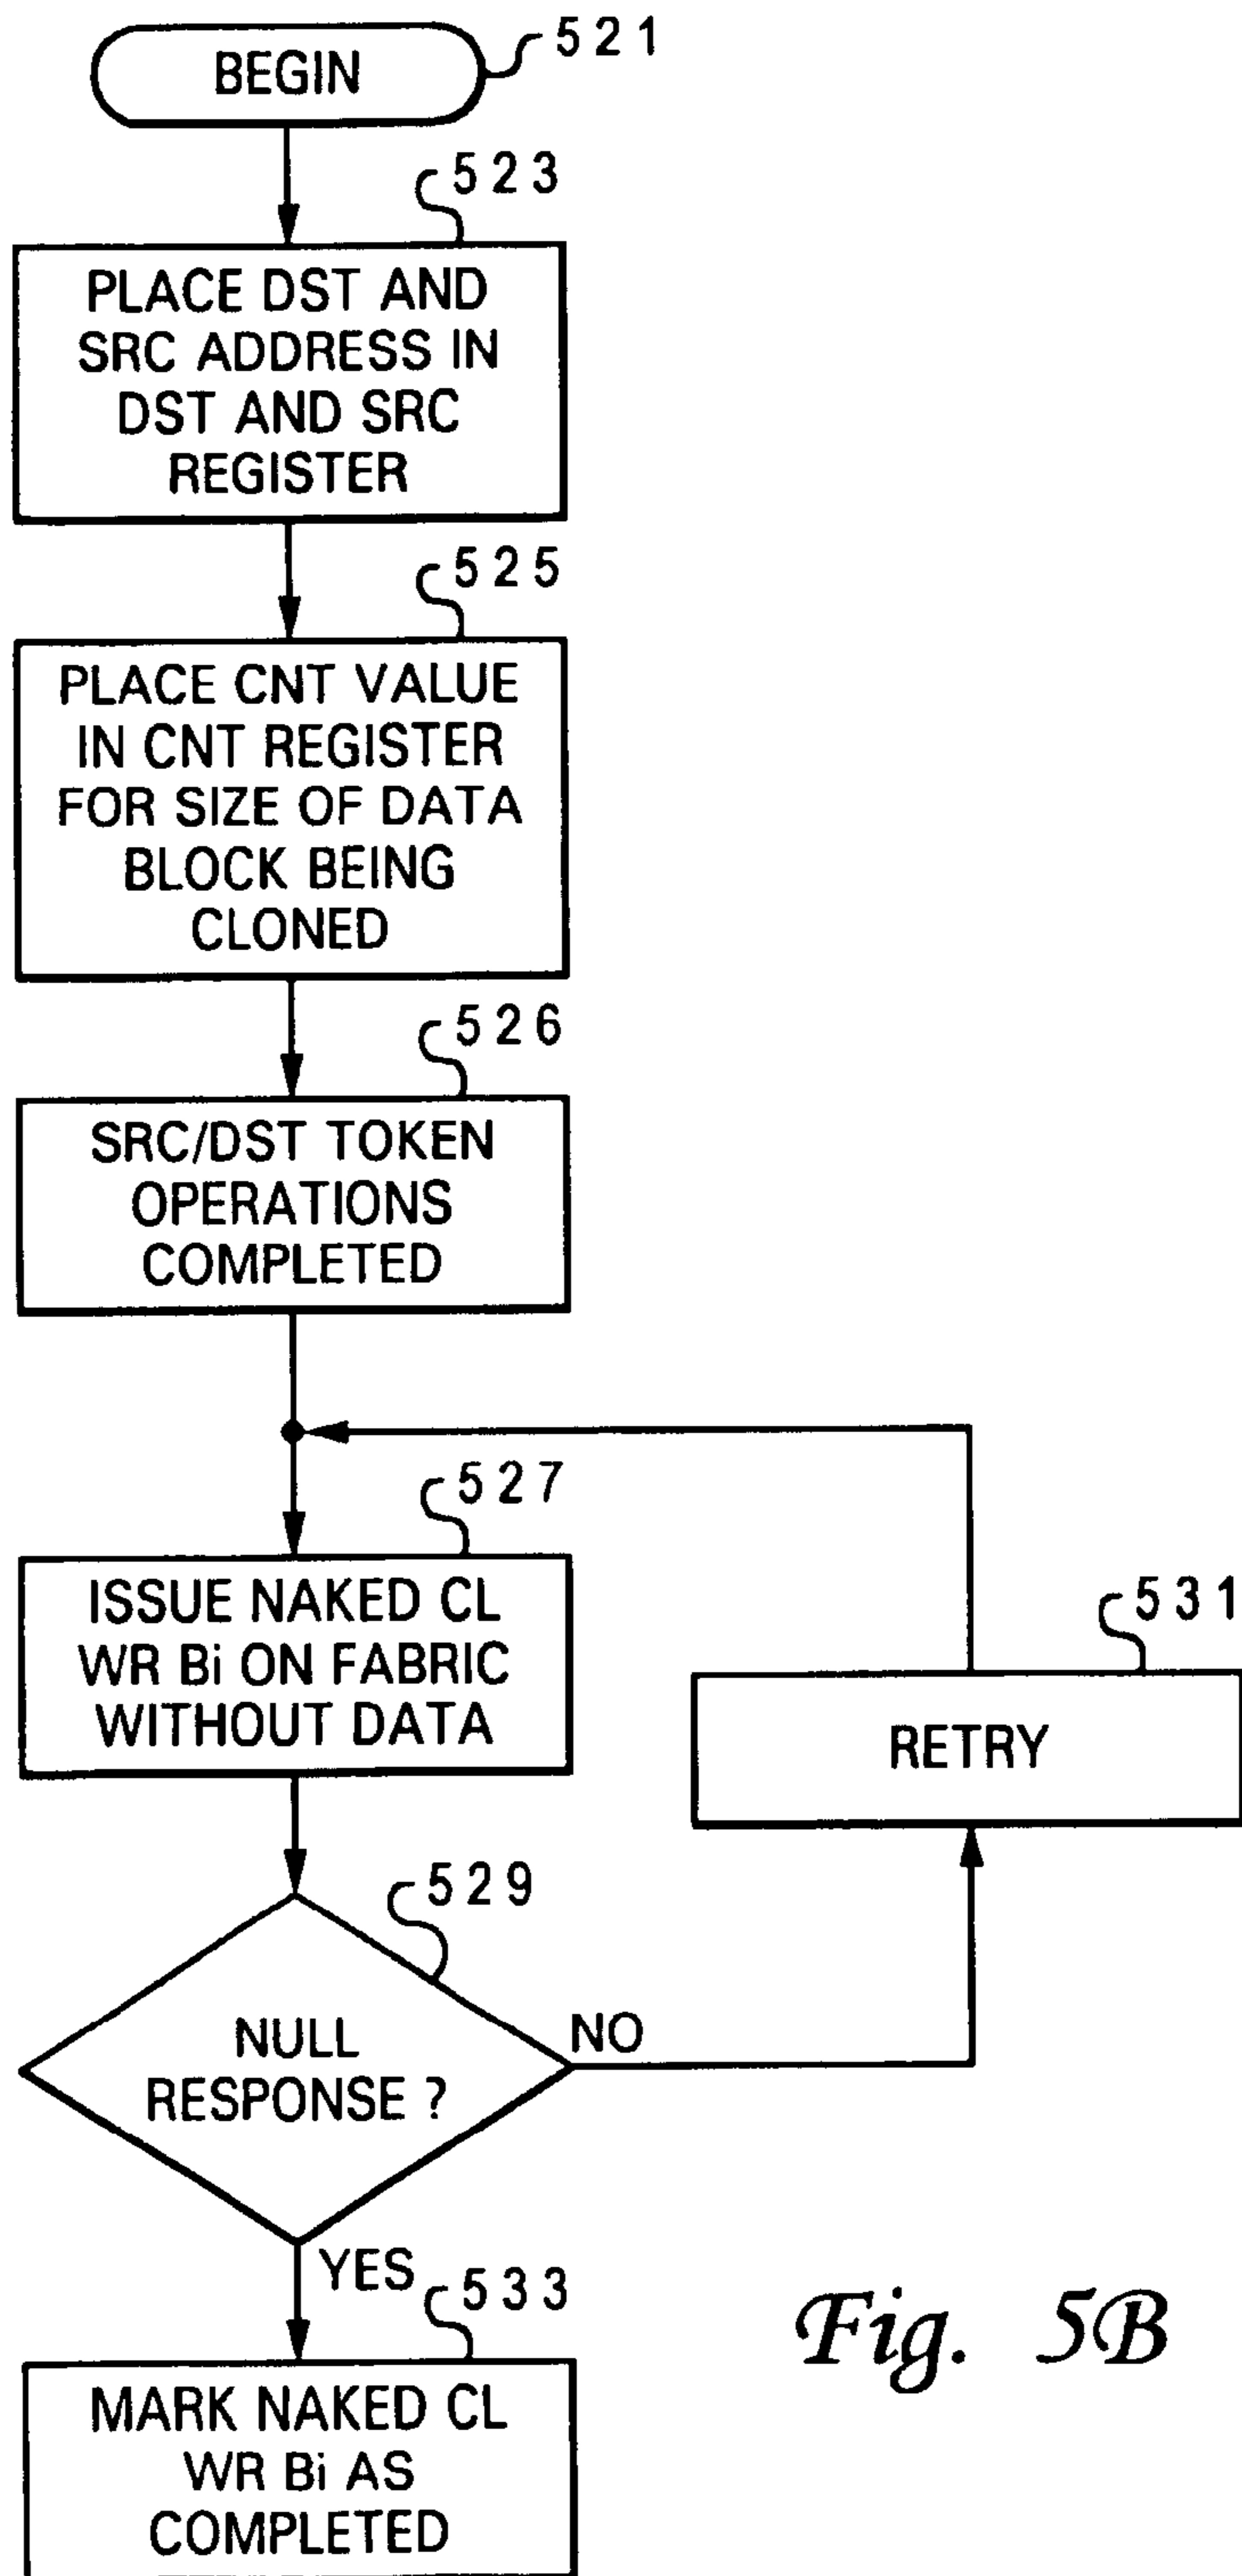 BEGIN
521
523
PLACE DST AND
SRC ADDRESS IN
DST AND SRC
REGISTER
525
PLACE CNT VALUE
IN CNT REGISTER
FOR SIZE OF DATA
BLOCK BEING
CLONED
526
SRC/DST TOKEN
OPERATIONS
COMPLETED
527
ISSUE NAKED CL
WR Bi ON FABRIC
WITHOUT DATA
531
RETRY
529
NULL
RESPONSE ?
NO
YES
533
MARK NAKED CL
WR Bi AS
COMPLETED
Fig. 5B